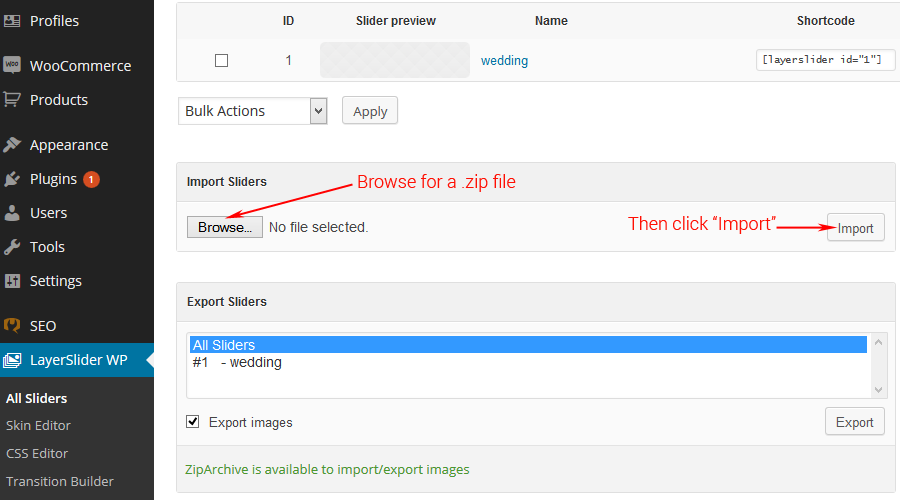 Profiles
WooCommerce
Products
Appearance
Plugins 1
Users
Tools
Settings
SEO
LayerSlider WP
All Sliders
Skin Editor
CSS Editor
Transition Builder
ID Slider preview Name Shortcode
1 wedding [layerslider id="1"]
Bulk Actions Apply
Import Sliders
Browse for a .zip file
Browse... No file selected.
Then click “Import”
Import
Export Sliders
All Sliders
#1 - wedding
Export images
Export
ZipArchive is available to import/export images